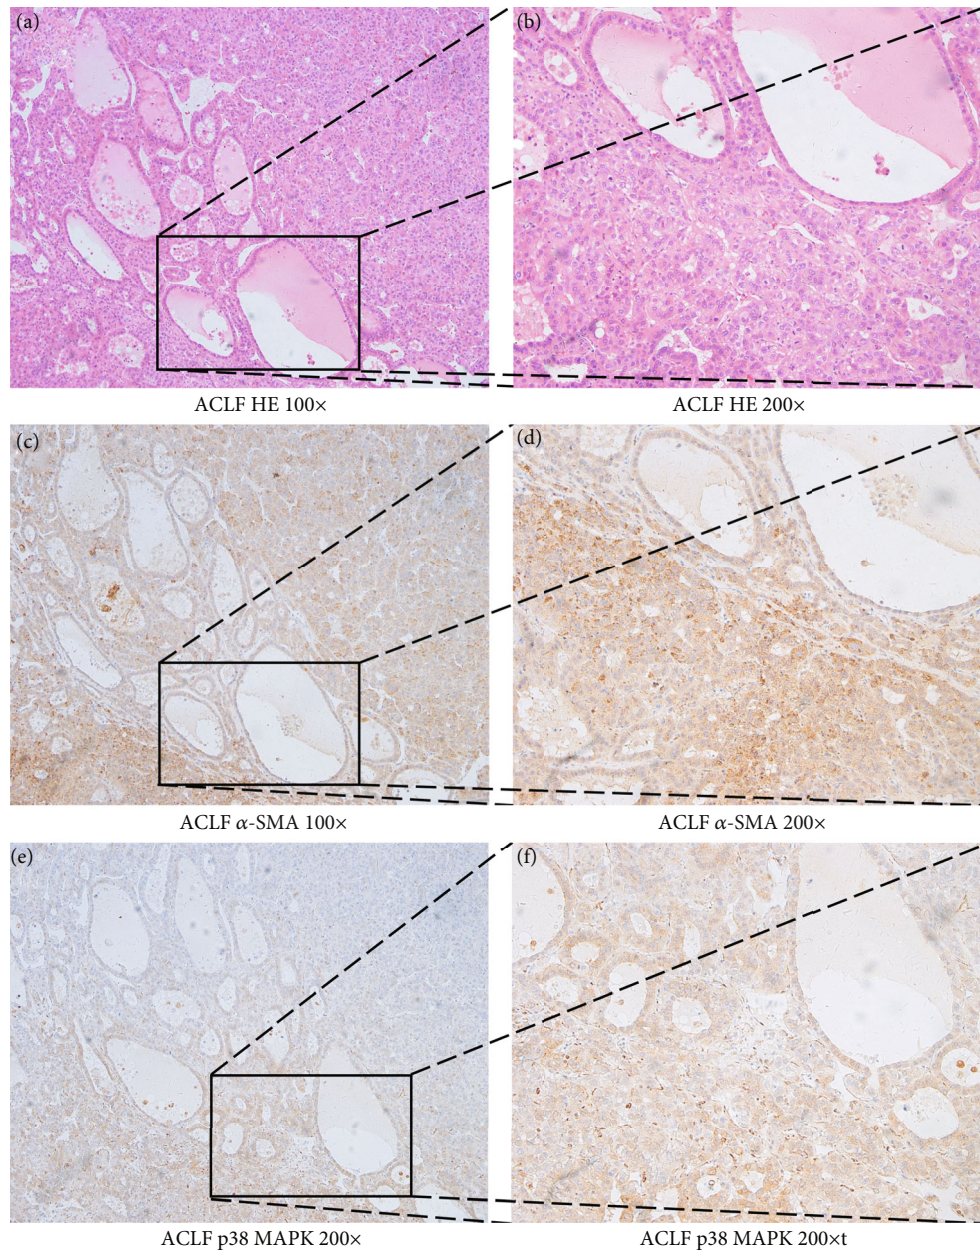 (a)
(b)
ACLF HE 100×
ACLF HE 200×
(c)
(d)
ACLF α-SMA 100×
ACLF α-SMA 200×
(e)
(f)
ACLF p38 MAPK 200×
ACLF p38 MAPK 200×t